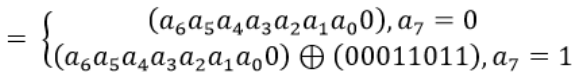 = { (a₆a₅a₄a₃a₂a₁a₀0), a₇ = 0
(a₆a₅a₄a₃a₂a₁a₀0) ⊕ (00011011), a₇ = 1